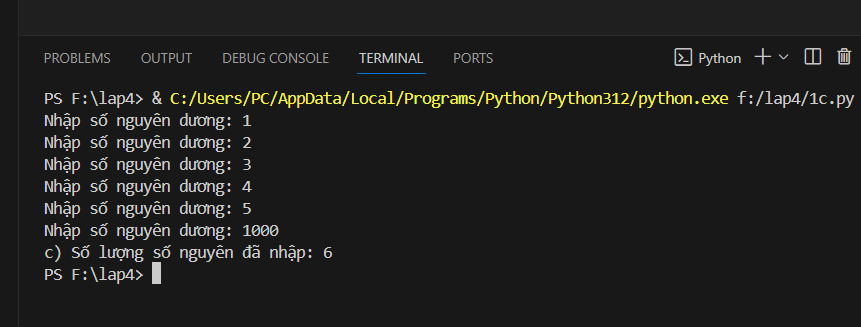 PROBLEMS OUTPUT DEBUG CONSOLE TERMINAL PORTS Python
PS F:\lap4> & C:/Users/PC/AppData/Local/Programs/Python/Python312/python.exe f:/lap4/1c.py
Nhập số nguyên dương: 1
Nhập số nguyên dương: 2
Nhập số nguyên dương: 3
Nhập số nguyên dương: 4
Nhập số nguyên dương: 5
Nhập số nguyên dương: 1000
c) Số lượng số nguyên đã nhập: 6
PS F:\lap4>